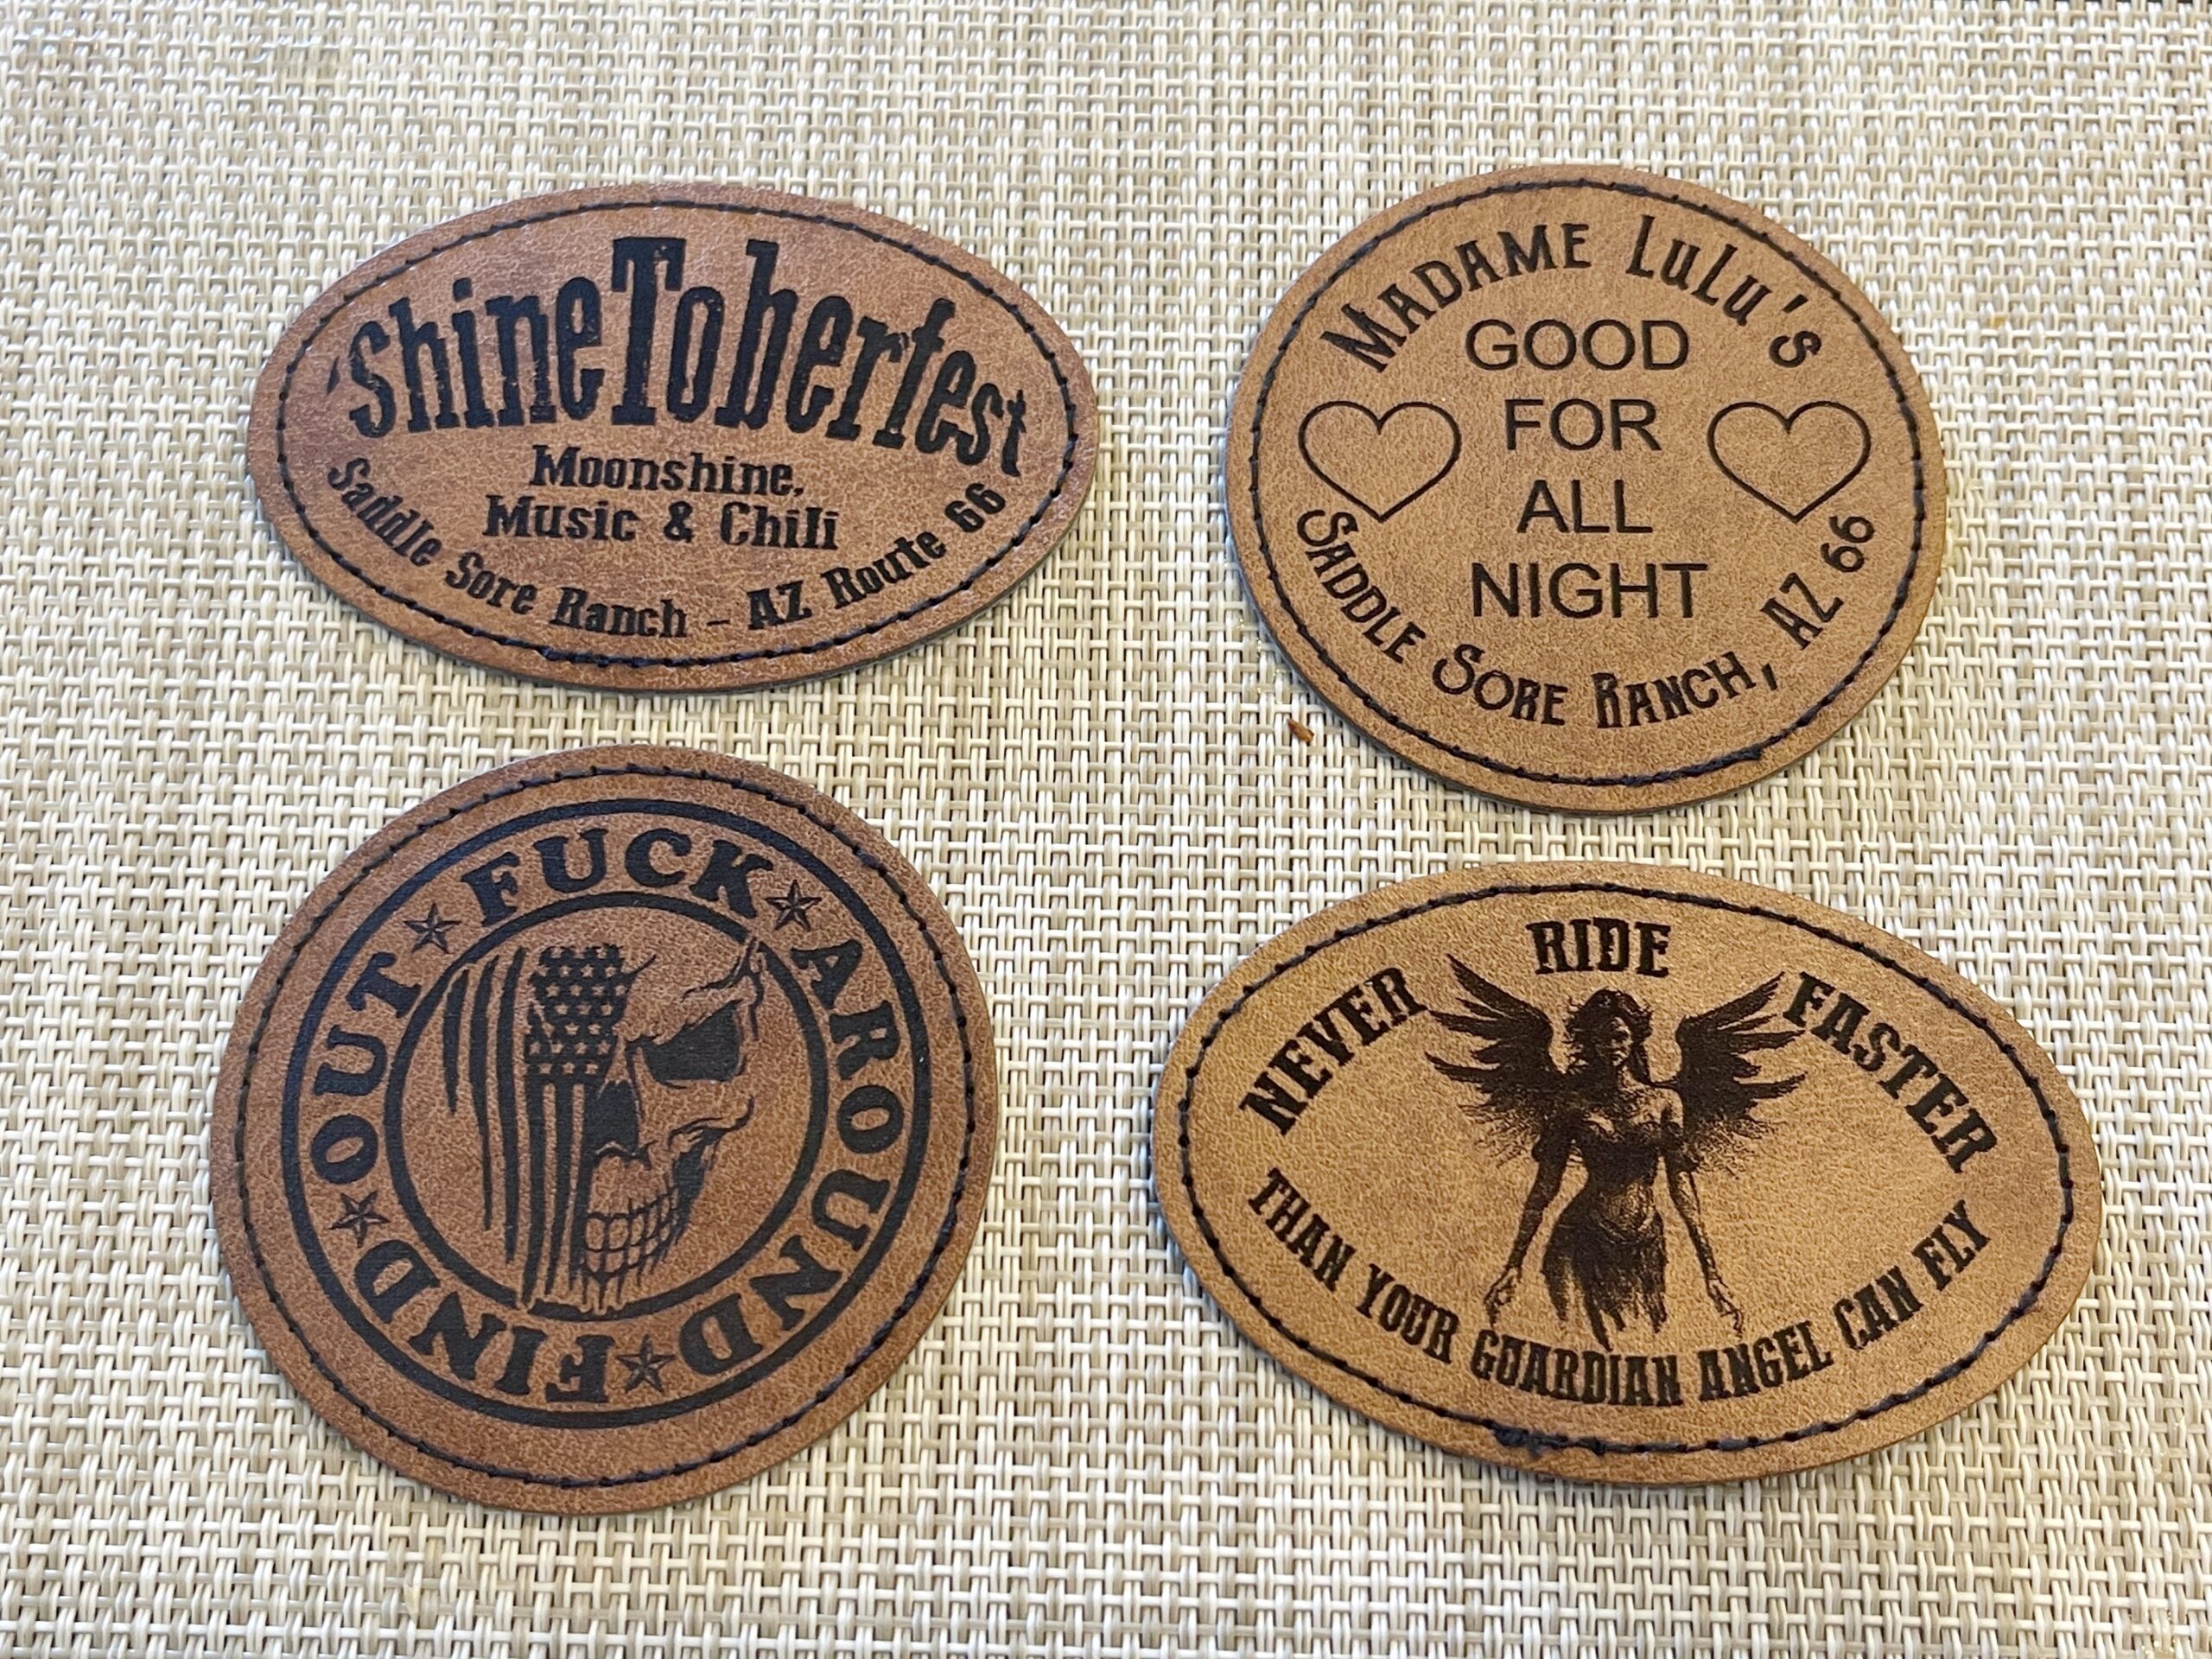 'shineToberfest
Moonshine,
Music & Chili
Saddle Sore Ranch - AZ Route 66
MADAME LuLu's
GOOD
FOR
ALL
NIGHT
SADDLE SORE RANCH, AZ 66
FUCK AROUND FIND OUT
NEVER RIDE FASTER
THAN YOUR GUARDIAN ANGEL CAN FLY